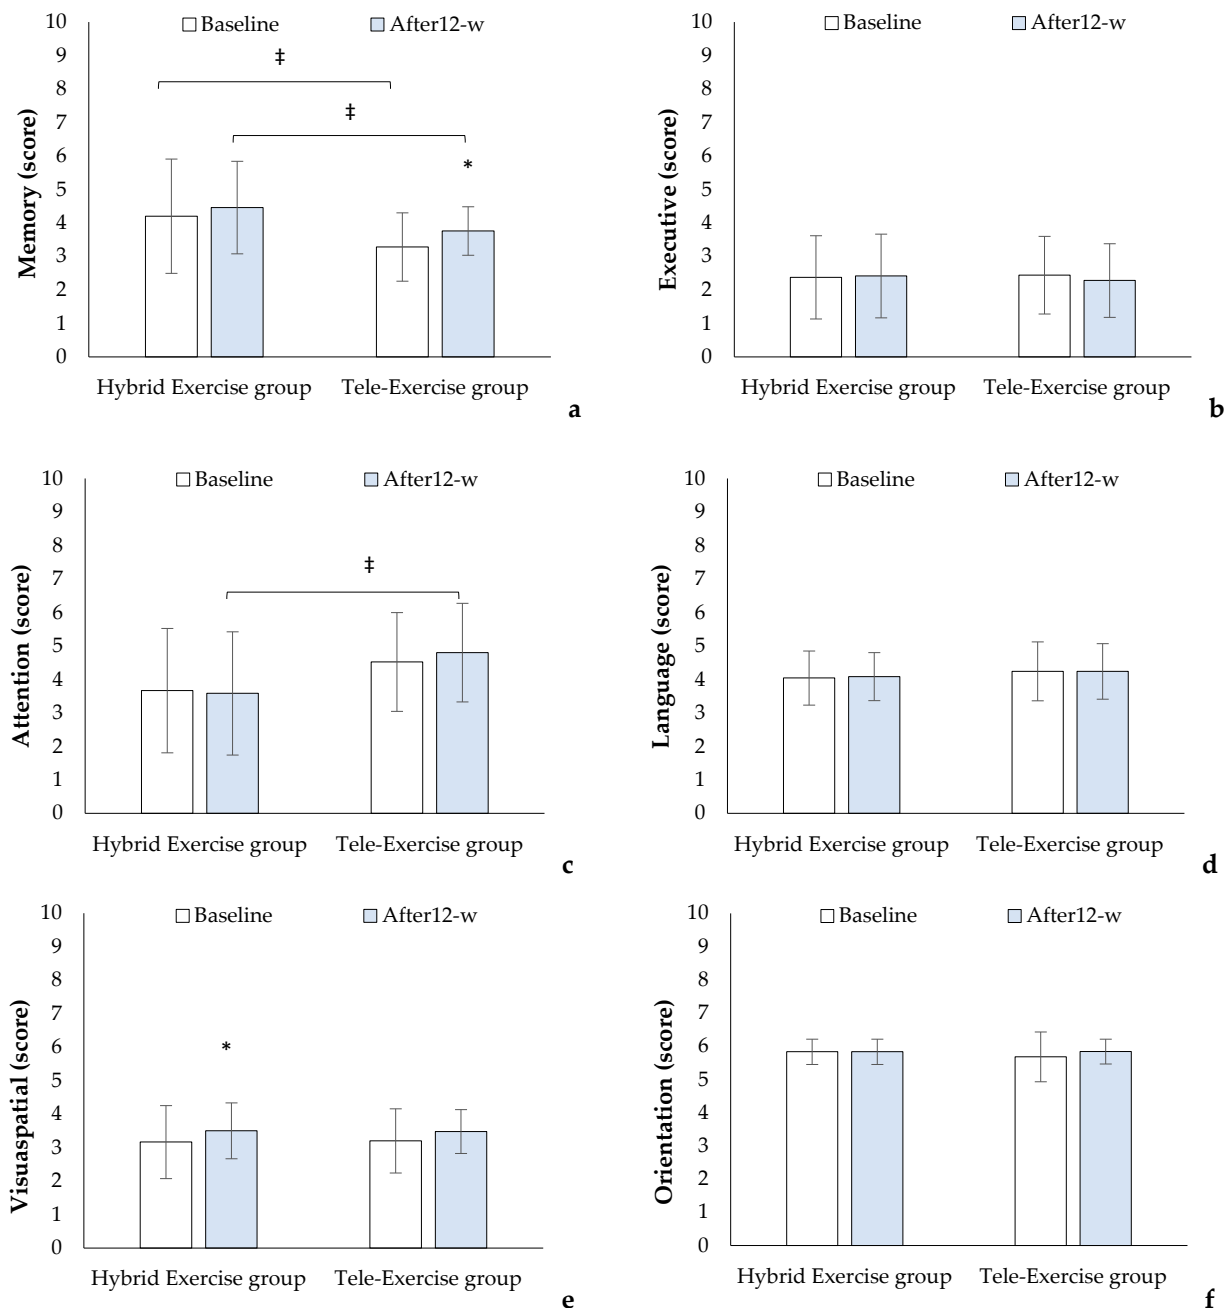 Baseline After12-w
10
9
8
7
6
5
4
3
2
1
0
Memory (score)
‡
‡
*
Hybrid Exercise group Tele-Exercise group
a
Baseline After12-w
10
9
8
7
6
5
4
3
2
1
0
Executive (score)
Hybrid Exercise group Tele-Exercise group
b
Baseline After12-w
10
9
8
7
6
5
4
3
2
1
0
Attention (score)
‡
Hybrid Exercise group Tele-Exercise group
c
Baseline After12-w
10
9
8
7
6
5
4
3
2
1
0
Language (score)
Hybrid Exercise group Tele-Exercise group
d
Baseline After12-w
10
9
8
7
6
5
4
3
2
1
0
Visuaspatial (score)
*
Hybrid Exercise group Tele-Exercise group
e
Baseline After12-w
10
9
8
7
6
5
4
3
2
1
0
Orientation (score)
Hybrid Exercise group Tele-Exercise group
f